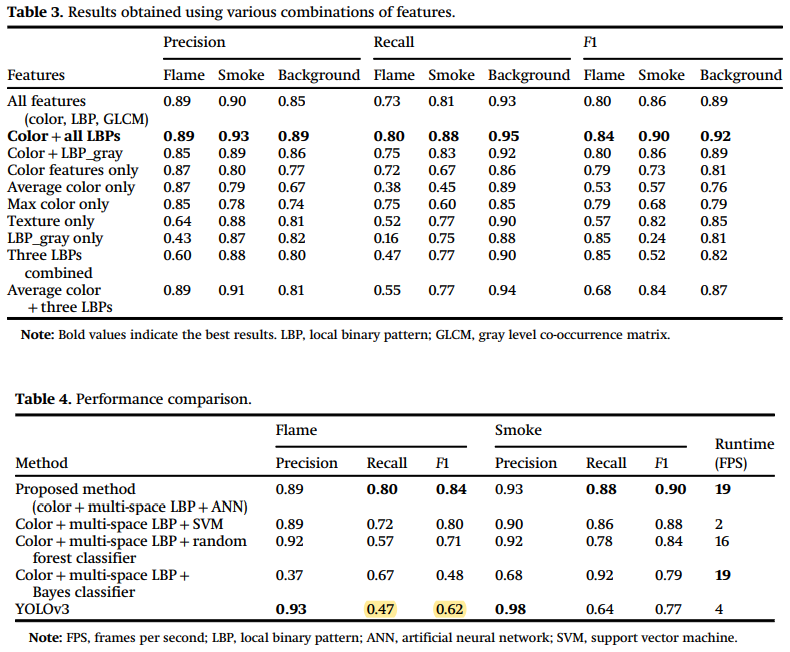 Table 3. Results obtained using various combinations of features.
Precision Recall F1
Features Flame Smoke Background Flame Smoke Background Flame Smoke Background
All features 0.89 0.90 0.85 0.73 0.81 0.93 0.80 0.86 0.89
(color, LBP, GLCM)
Color + all LBPs 0.89 0.93 0.89 0.80 0.88 0.95 0.84 0.90 0.92
Color + LBP_gray 0.85 0.89 0.86 0.75 0.83 0.92 0.80 0.86 0.89
Color features only 0.87 0.80 0.77 0.72 0.67 0.86 0.79 0.73 0.81
Average color only 0.87 0.79 0.67 0.38 0.45 0.89 0.53 0.57 0.76
Max color only 0.85 0.78 0.74 0.75 0.60 0.85 0.79 0.68 0.79
Texture only 0.64 0.88 0.81 0.52 0.77 0.90 0.57 0.82 0.85
LBP_gray only 0.43 0.87 0.82 0.16 0.75 0.88 0.85 0.24 0.81
Three LBPs 0.60 0.88 0.80 0.47 0.77 0.90 0.85 0.52 0.82
combined
Average color 0.89 0.91 0.81 0.55 0.77 0.94 0.68 0.84 0.87
+ three LBPs
Note: Bold values indicate the best results. LBP, local binary pattern; GLCM, gray level co-occurrence matrix.
Table 4. Performance comparison.
Flame Smoke
Runtime
Method Precision Recall F1 Precision Recall F1 (FPS)
Proposed method 0.89 0.80 0.84 0.93 0.88 0.90 19
(color + multi-space LBP + ANN)
Color + multi-space LBP + SVM 0.89 0.72 0.80 0.90 0.86 0.88 2
Color + multi-space LBP + random 0.92 0.57 0.71 0.92 0.78 0.84 16
forest classifier
Color + multi-space LBP + 0.37 0.67 0.48 0.68 0.92 0.79 19
Bayes classifier
YOLOv3 0.93 0.47 0.62 0.98 0.64 0.77 4
Note: FPS, frames per second; LBP, local binary pattern; ANN, artificial neural network; SVM, support vector machine.